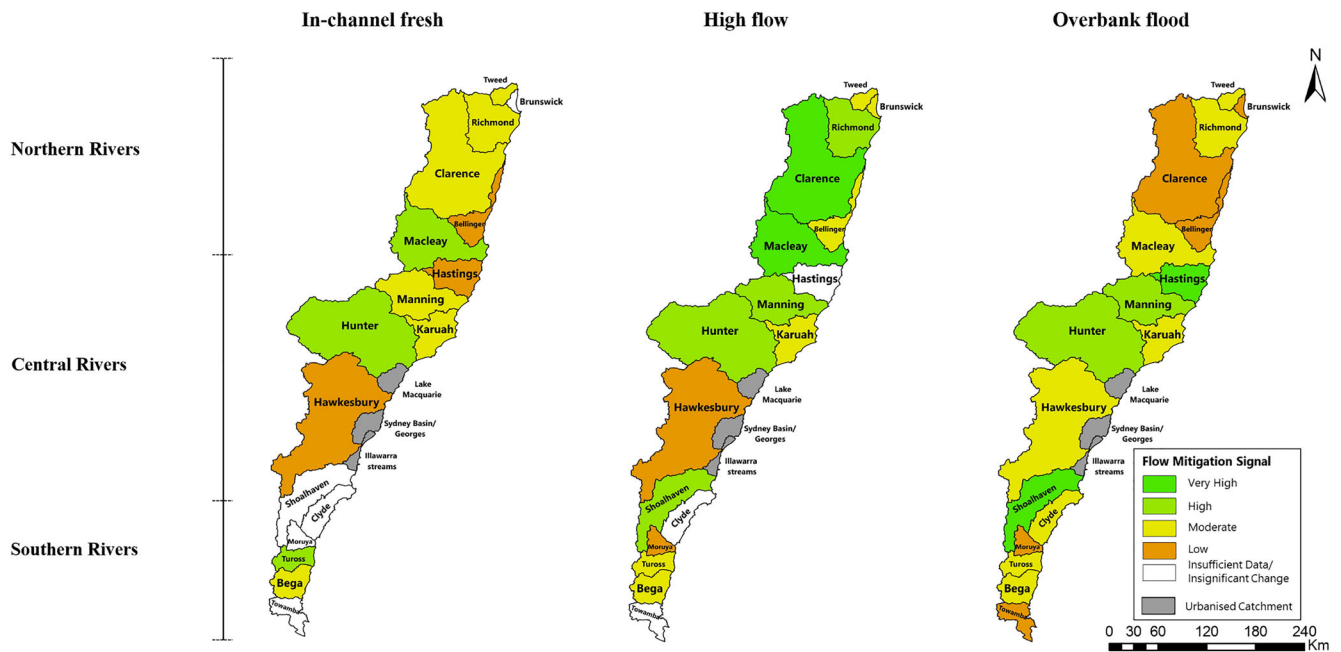 In-channel fresh
High flow
Overbank flood
Northern Rivers
Central Rivers
Southern Rivers
Tweed
Brunswick
Richmond
Clarence
Bellinger
Macleay
Hastings
Manning
Karuah
Hunter
Lake
Macquarie
Hawkesbury
Sydney Basin/
Georges
Illawarra
streams
Shoalhaven
Clyde
Moruya
Tuross
Bega
Towamba
Tweed
Brunswick
Richmond
Clarence
Bellinger
Macleay
Hastings
Manning
Karuah
Hunter
Lake
Macquarie
Hawkesbury
Sydney Basin/
Georges
Illawarra
streams
Shoalhaven
Clyde
Moruya
Tuross
Bega
Towamba
Tweed
Brunswick
Richmond
Clarence
Bellinger
Macleay
Hastings
Manning
Karuah
Hunter
Lake
Macquarie
Hawkesbury
Sydney Basin/
Georges
Illawarra
streams
Shoalhaven
Clyde
Moruya
Tuross
Bega
Towamba
N
Flow Mitigation Signal
Very High
High
Moderate
Low
Insufficient Data/
Insignificant Change
Urbanised Catchment
0 30 60 120 180 240
Km